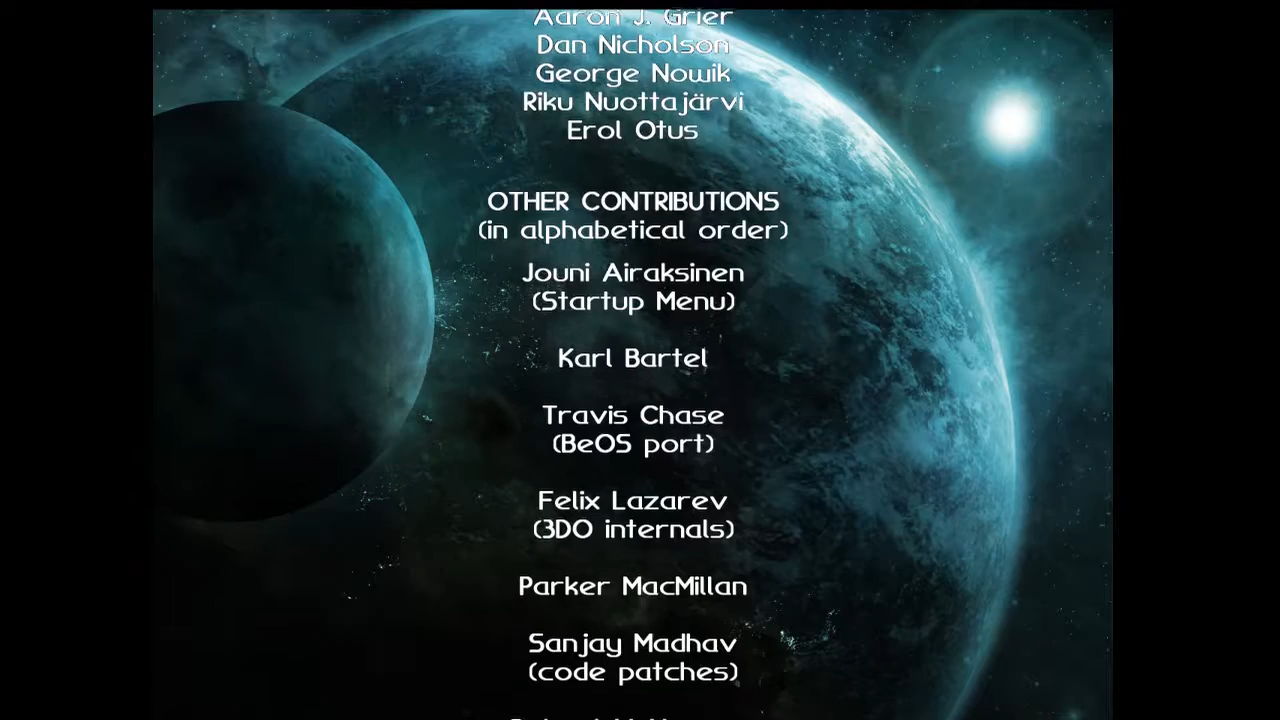 Aaron J. Grier
Dan Nicholson
George Nowik
Riku Nuottajärvi
Erol Otus
OTHER CONTRIBUTIONS
(in alphabetical order)
Jouni Airaksinen
(Startup Menu)
Karl Bartel
Travis Chase
(BeOS port)
Felix Lazarev
(3DO internals)
Parker MacMillan
Sanjay Madhav
(code patches)